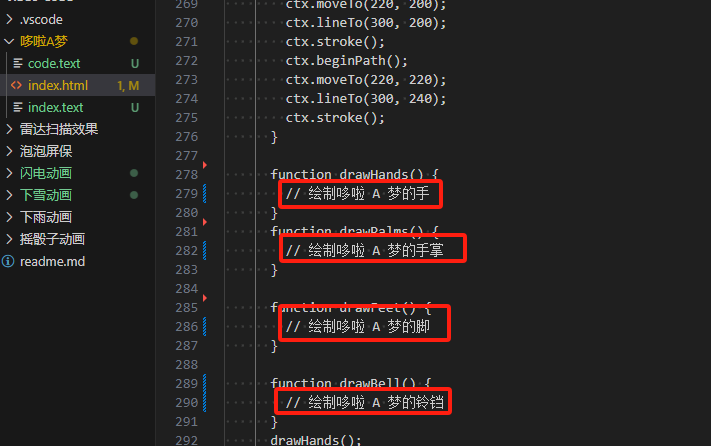 .vscode
哆啦A梦
code.text U
index.html 1, M
index.text U
雷达扫描效果
泡泡屏保
闪电动画
下雪动画
下雨动画
摇骰子动画
readme.md
269 ctx.moveTo(220, 200);
270 ctx.lineTo(300, 200);
271 ctx.stroke();
272 ctx.beginPath();
273 ctx.moveTo(220, 220);
274 ctx.lineTo(300, 240);
275 ctx.stroke();
276 }
277
278 function drawHands() {
279 // 绘制哆啦 A 梦的手
280 }
281 function drawPalms() {
282 // 绘制哆啦 A 梦的手掌
283 }
284
285 function drawFeet() {
286 // 绘制哆啦 A 梦的脚
287 }
288
289 function drawBell() {
290 // 绘制哆啦 A 梦的铃铛
291 }
292 drawHands();